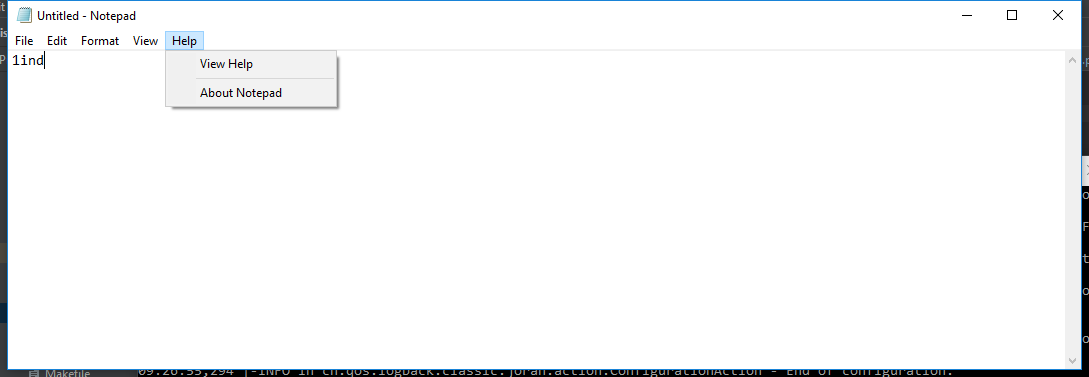 Untitled - Notepad
File Edit Format View Help
1ind
View Help
About Notepad
Makefile
09:26:55,294 |-INFO in ch.qos.logback.classic.joran.action.ConfigurationAction - End of configuration.